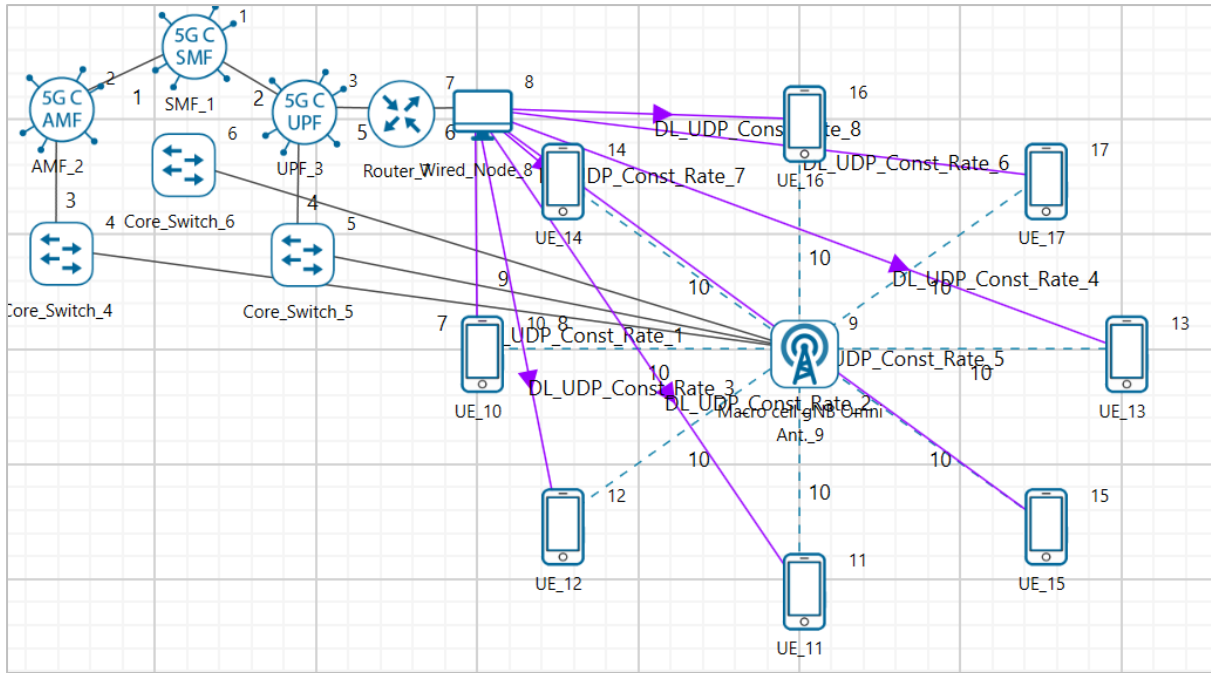 1
5G C
SMF
SMF_1
2
5G C
AMF
AMF_2
1
2
3
5G C
UPF
UPF_3
5
7
6
8
Router_7
Wired_Node_8
6
Core_Switch_6
3
4
Core_Switch_4
4
5
Core_Switch_5
16
DL_UDP_Const_Rate_8
UE_16
14
DL_UDP_Const_Rate_7
UE_14
DL_UDP_Const_Rate_6
17
UE_17
10
10
DL_UDP_Const_Rate_4
10
9
10
8
7
_UDP_Const_Rate_1
UE_10
9
UDP_Const_Rate_5
13
UE_13
10
10
DL_UDP_Const_Rate_3
DL_UDP_Const_Rate_2
Macro cell gNB Omni
Ant._9
10
10
10
12
UE_12
11
UE_11
15
UE_15